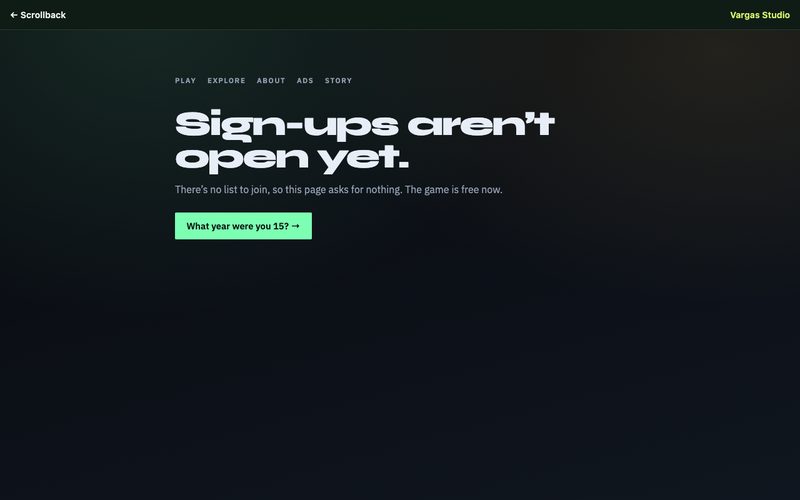 ← Scrollback
Vargas Studio
PLAY EXPLORE ABOUT ADS STORY
Sign-ups aren’t
open yet.
There’s no list to join, so this page asks for nothing. The game is free now.
What year were you 15? →